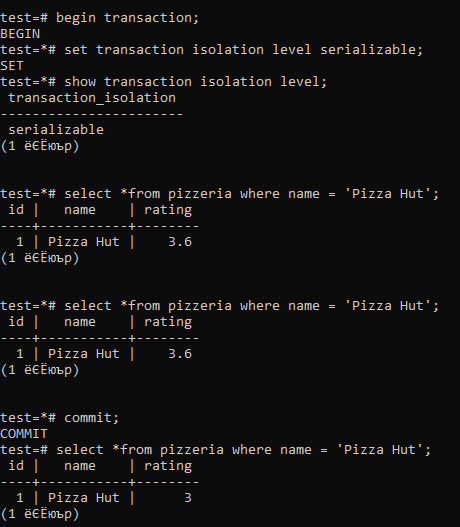 test=# begin transaction;
BEGIN
test=*# set transaction isolation level serializable;
SET
test=*# show transaction isolation level;
 transaction_isolation
-----------------------
 serializable
(1 ёЄЁюър)
test=*# select *from pizzeria where name = 'Pizza Hut';
 id |   name    | rating
----+-----------+--------
  1 | Pizza Hut |    3.6
(1 ёЄЁюър)
test=*# select *from pizzeria where name = 'Pizza Hut';
 id |   name    | rating
----+-----------+--------
  1 | Pizza Hut |    3.6
(1 ёЄЁюър)
test=*# commit;
COMMIT
test=# select *from pizzeria where name = 'Pizza Hut';
 id |   name    | rating
----+-----------+--------
  1 | Pizza Hut |      3
(1 ёЄЁюър)